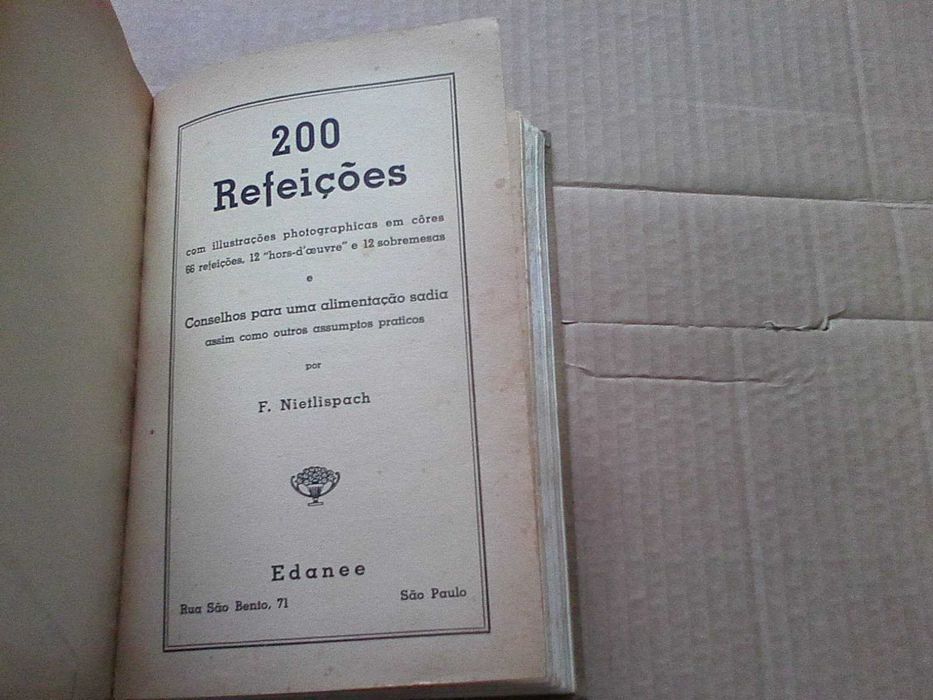 200
Refeições
com illustrações photographicas em côres
66 refeições, 12 "hors-d'œuvre" e 12 sobremesas
e
Conselhos para uma alimentação sadia
assim como outros assumptos praticos
por
F. Nietlispach
Edanee
Rua São Bento, 71 São Paulo